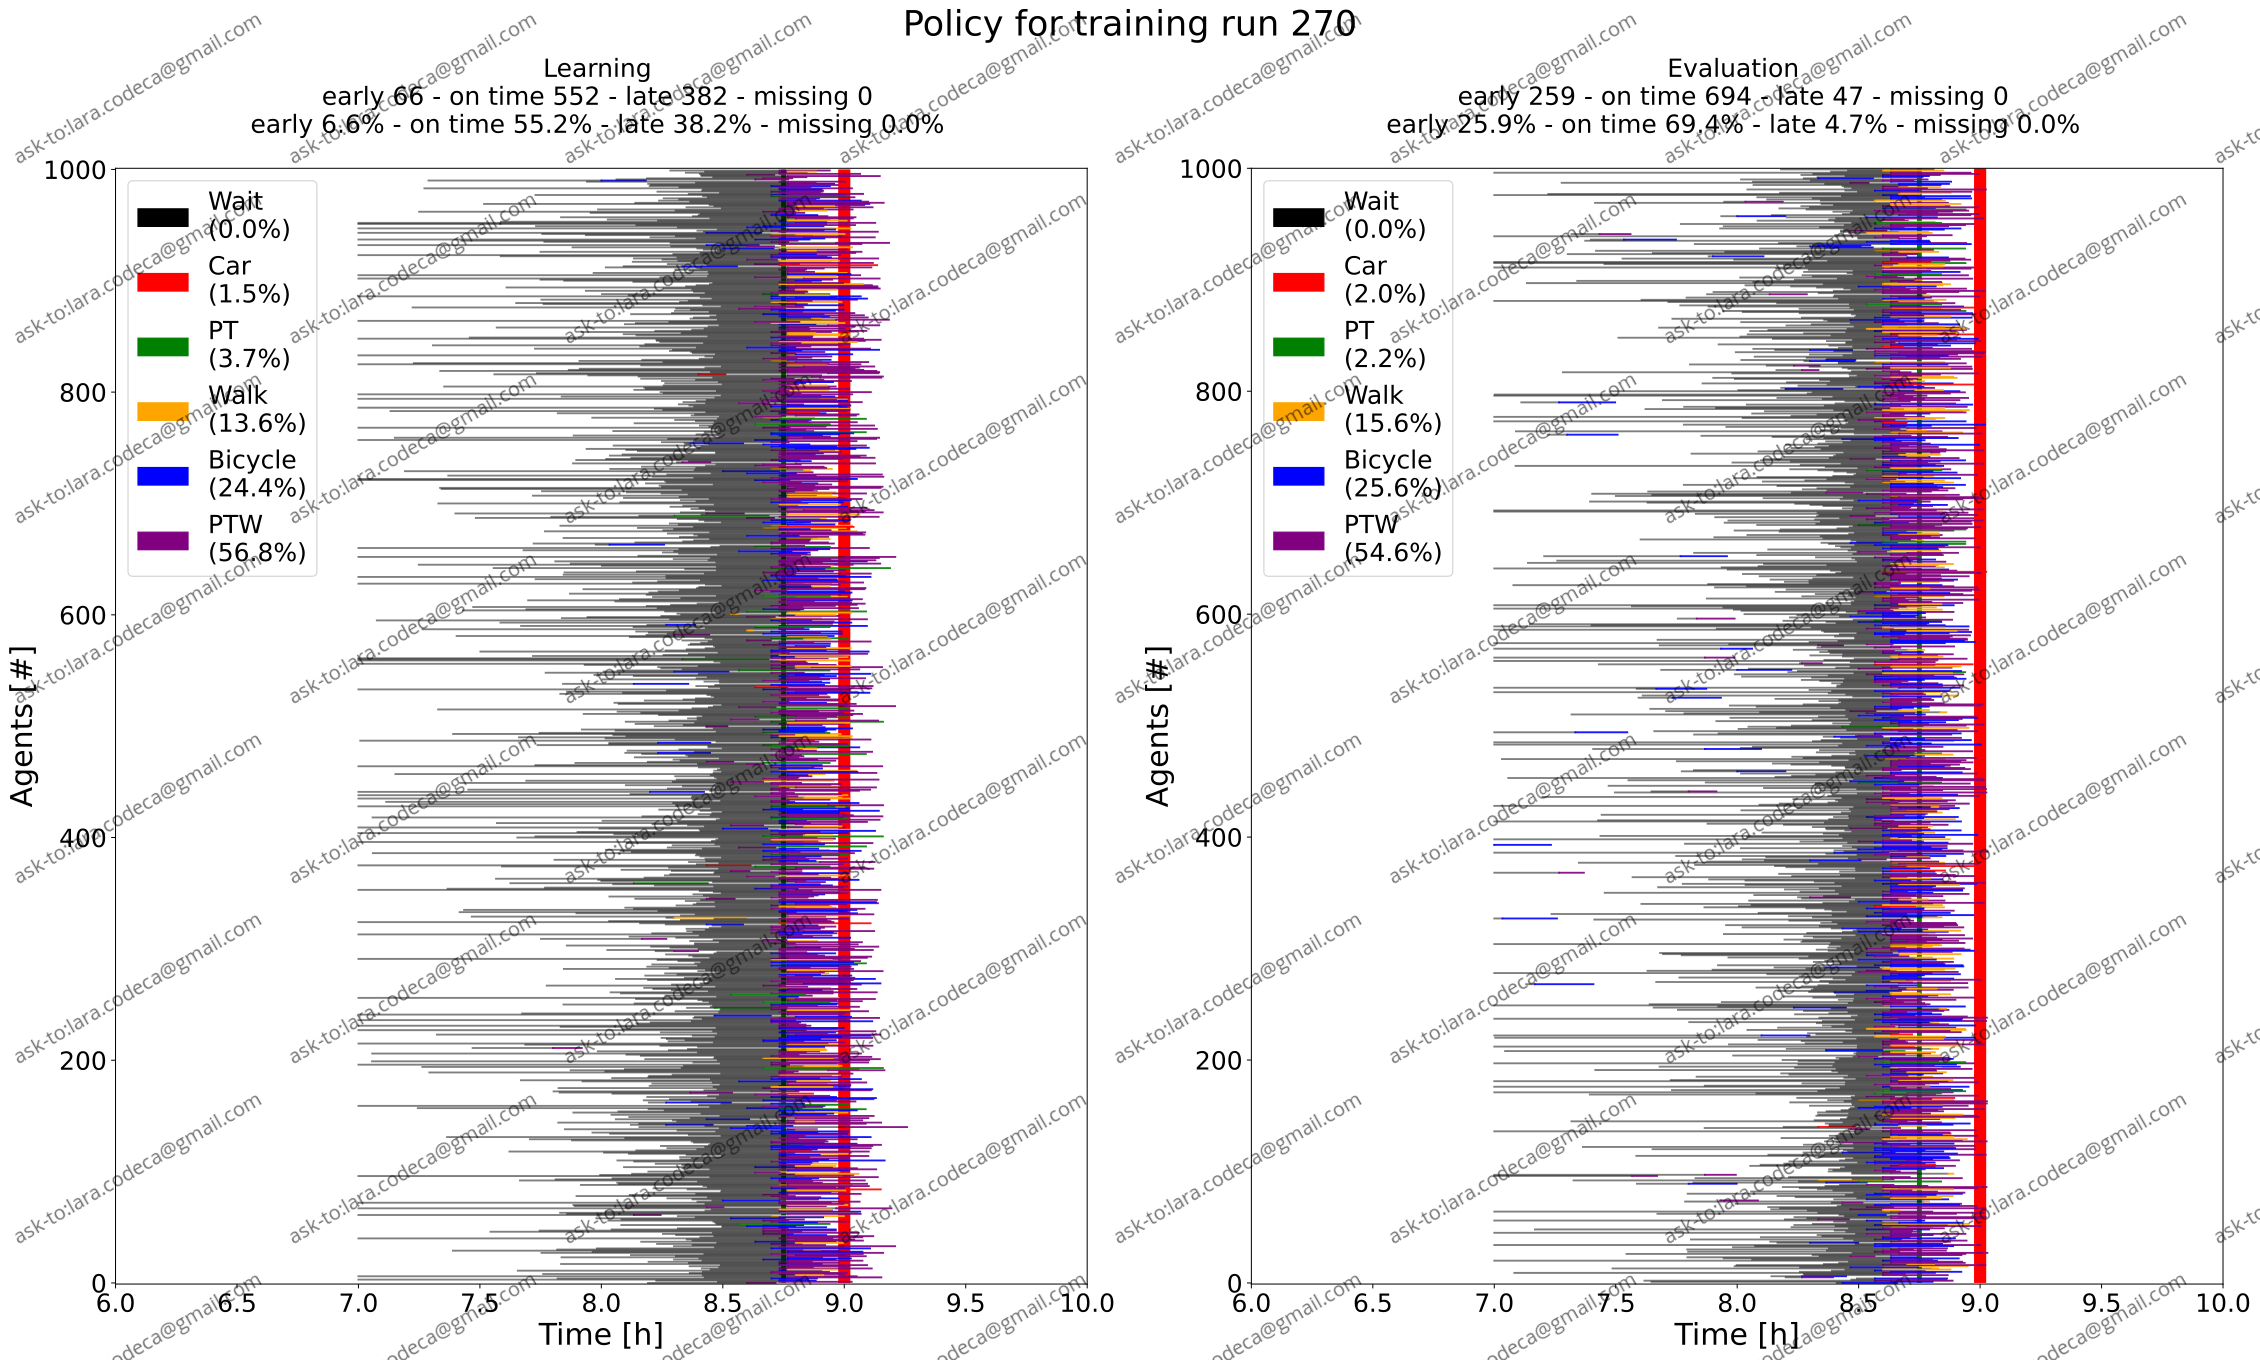 Policy for training run 270
Learning
early 66 - on time 552 - late 382 - missing 0
early 6.6% - on time 55.2% - late 38.2% - missing 0.0%
Evaluation
early 259 - on time 694 - late 47 - missing 0
early 25.9% - on time 69.4% - late 4.7% - missing 0.0%
Wait
(0.0%)
Car
(1.5%)
PT
(3.7%)
Walk
(13.6%)
Bicycle
(24.4%)
PTW
(56.8%)
1000
800
600
400
200
0
Agents [#]
6.0 6.5 7.0 7.5 8.0 8.5 9.0 9.5 10.0
Time [h]
Wait
(0.0%)
Car
(2.0%)
PT
(2.2%)
Walk
(15.6%)
Bicycle
(25.6%)
PTW
(54.6%)
1000
800
600
400
200
0
Agents [#]
6.0 6.5 7.0 7.5 8.0 8.5 9.0 9.5 10.0
Time [h]
ask-to:lara.codeca@gmail.com